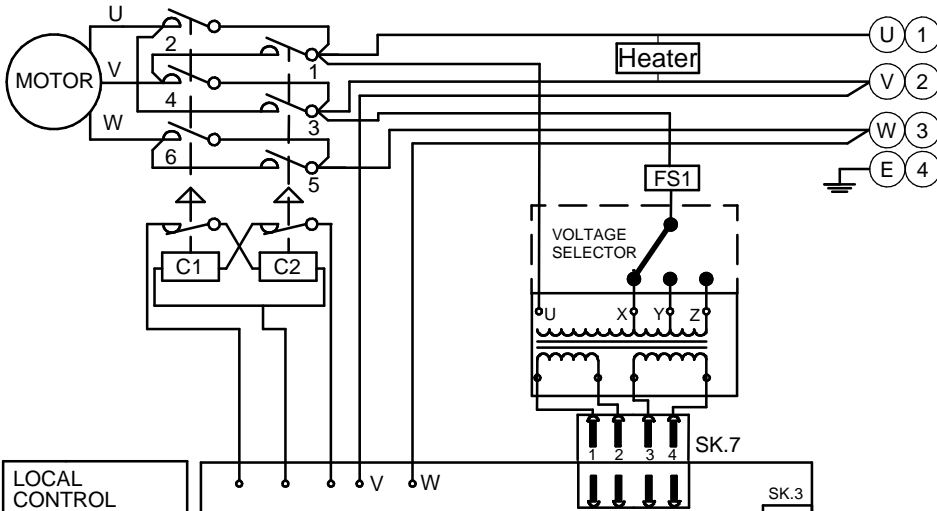 U
2
1
Heater
U 1
MOTOR
V
4
V 2
3
W
W 3
6
5
FS1
E 4
VOLTAGE
SELECTOR
C1 C2
U X Y Z
1 2 3 4
SK.7
LOCAL
CONTROL
V W
SK.3